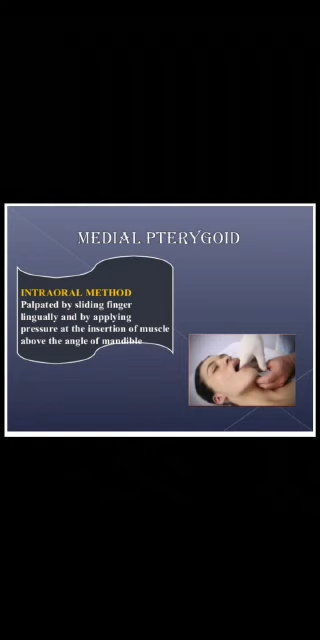 MEDIAL PTERYGOID
INTRAORAL METHOD
Palpated by sliding finger
lingually and by applying
pressure at the insertion of muscle
above the angle of mandible